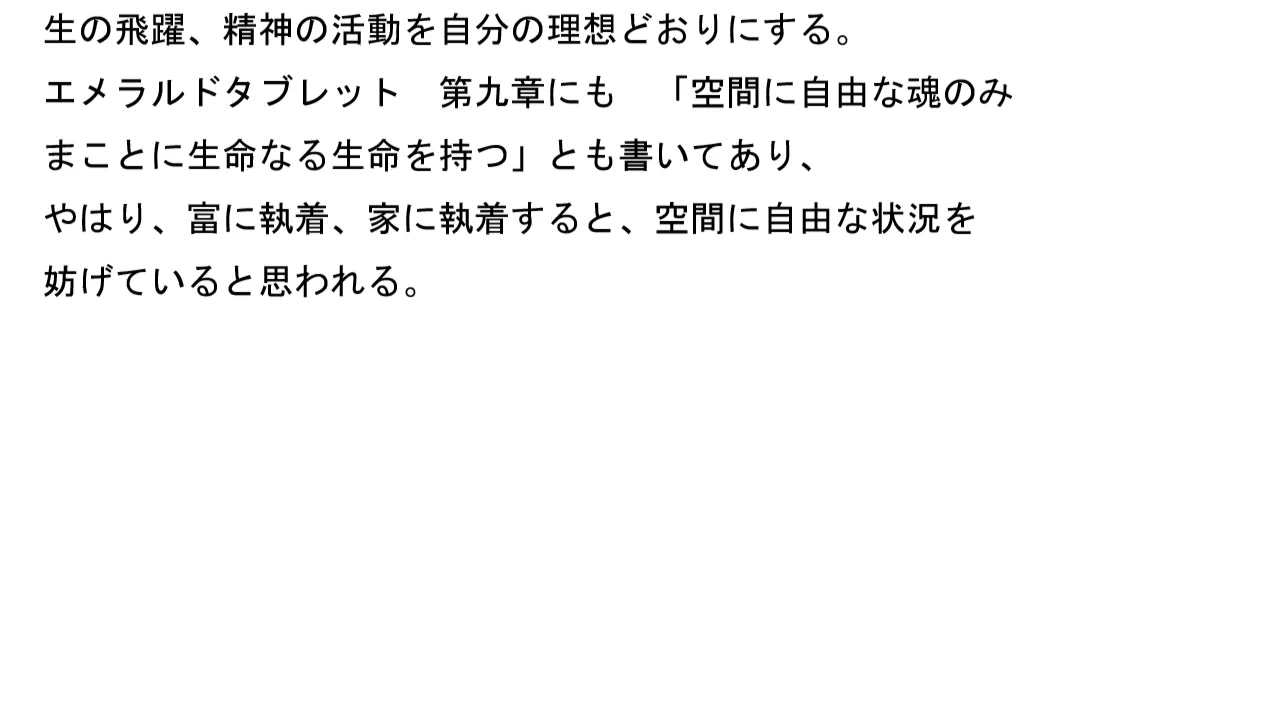 生の飛躍、精神の活動を自分の理想どおりにする。
エメラルドタブレット　第九章にも　「空間に自由な魂のみ
まことに生命なる生命を持つ」とも書いてあり、
やはり、富に執着、家に執着すると、空間に自由な状況を
妨げていると思われる。